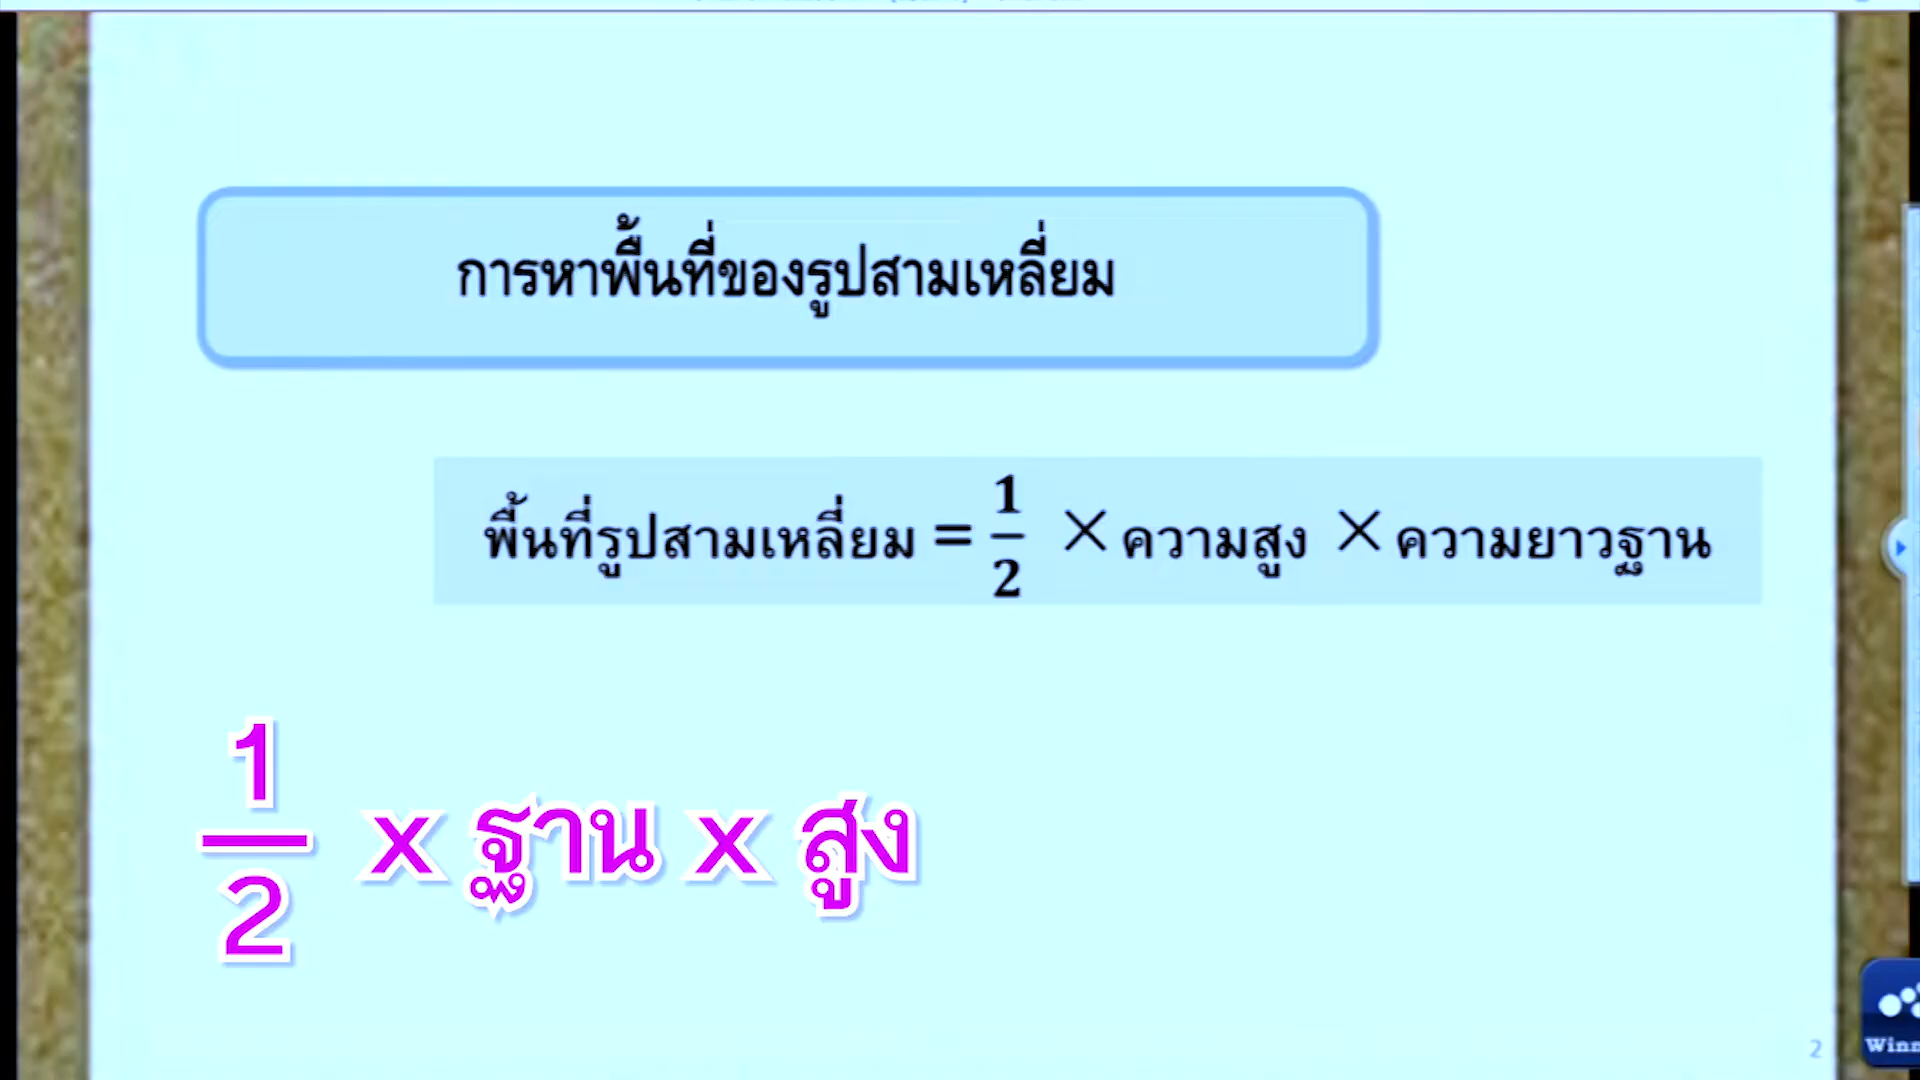 การหาพื้นที่ของรูปสามเหลี่ยม
พื้นที่รูปสามเหลี่ยม = 1/2 × ความสูง × ความยาวฐาน
1/2 x ฐาน x สูง
2